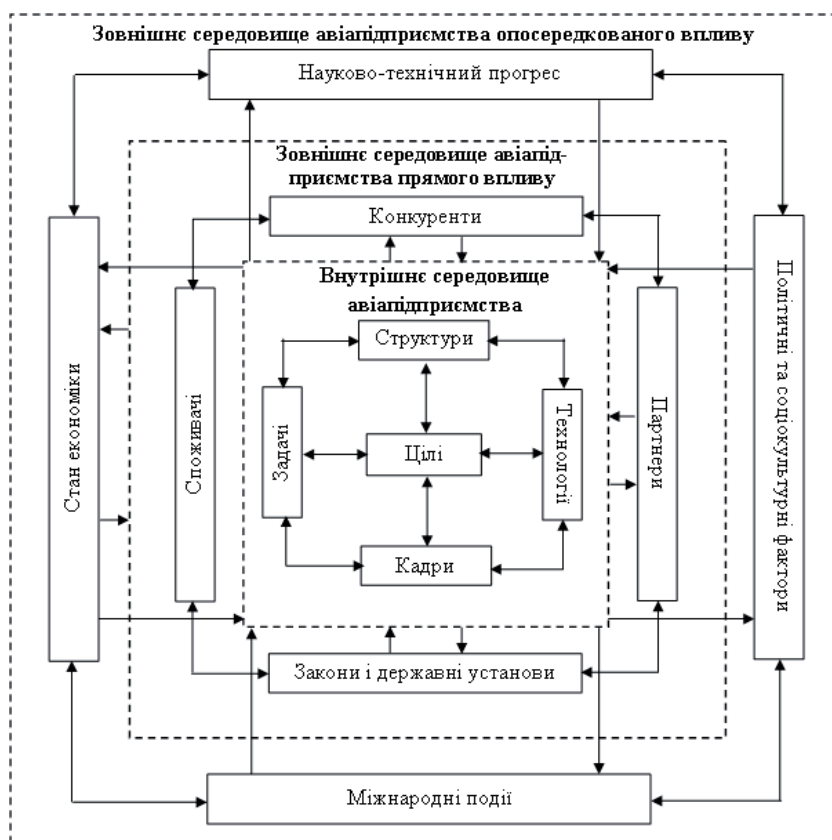 Зовнішнє середовище авіапідприємства опосередкованого впливу
Науково-технічний прогрес
Зовнішнє середовище авіапід-
приємства прямого впливу
Конкуренти
Внутрішнє середовище
авіапідприємства
Структури
Стан економіки
Споживачі
Задачі
Цілі
Технології
Партнери
Політичні та соціокультурні фактори
Кадри
Закони і державні установи
Міжнародні події